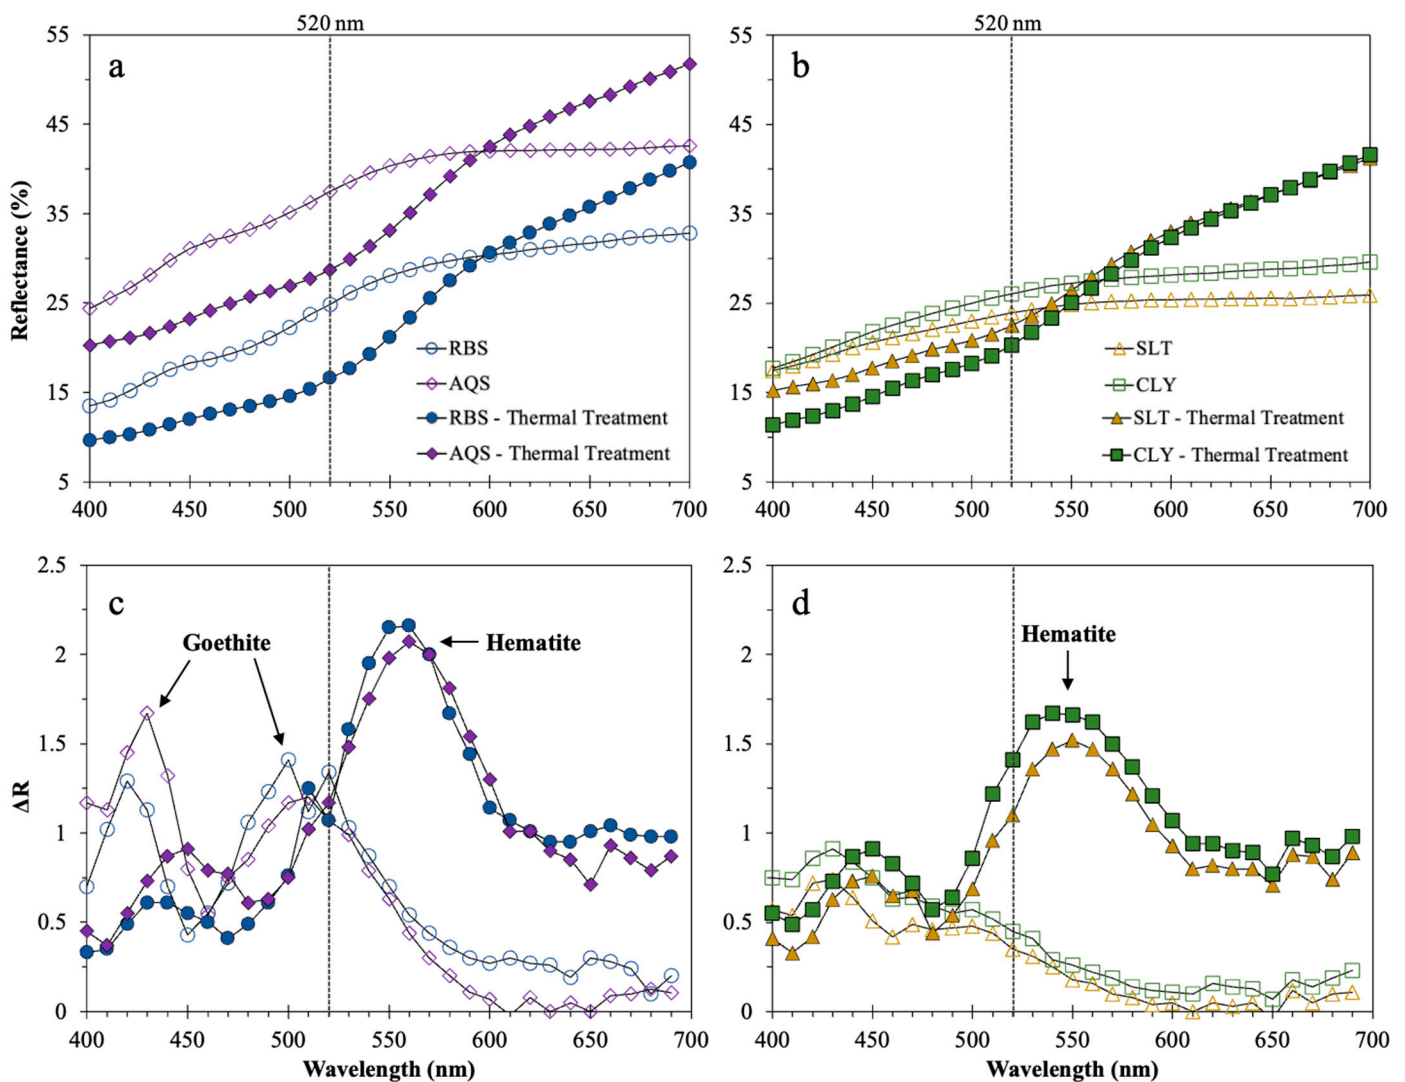 520 nm
520 nm
55
45
35
25
15
5
Reflectance (%)
a
RBS
AQS
RBS - Thermal Treatment
AQS - Thermal Treatment
400
450
500
550
600
650
700
55
45
35
25
15
5
b
SLT
CLY
SLT - Thermal Treatment
CLY - Thermal Treatment
400
450
500
550
600
650
700
2.5
2
1.5
1
0.5
0
ΔR
c
Goethite
Hematite
400
450
500
550
600
650
700
Wavelength (nm)
2.5
2
1.5
1
0.5
0
d
Hematite
400
450
500
550
600
650
700
Wavelength (nm)